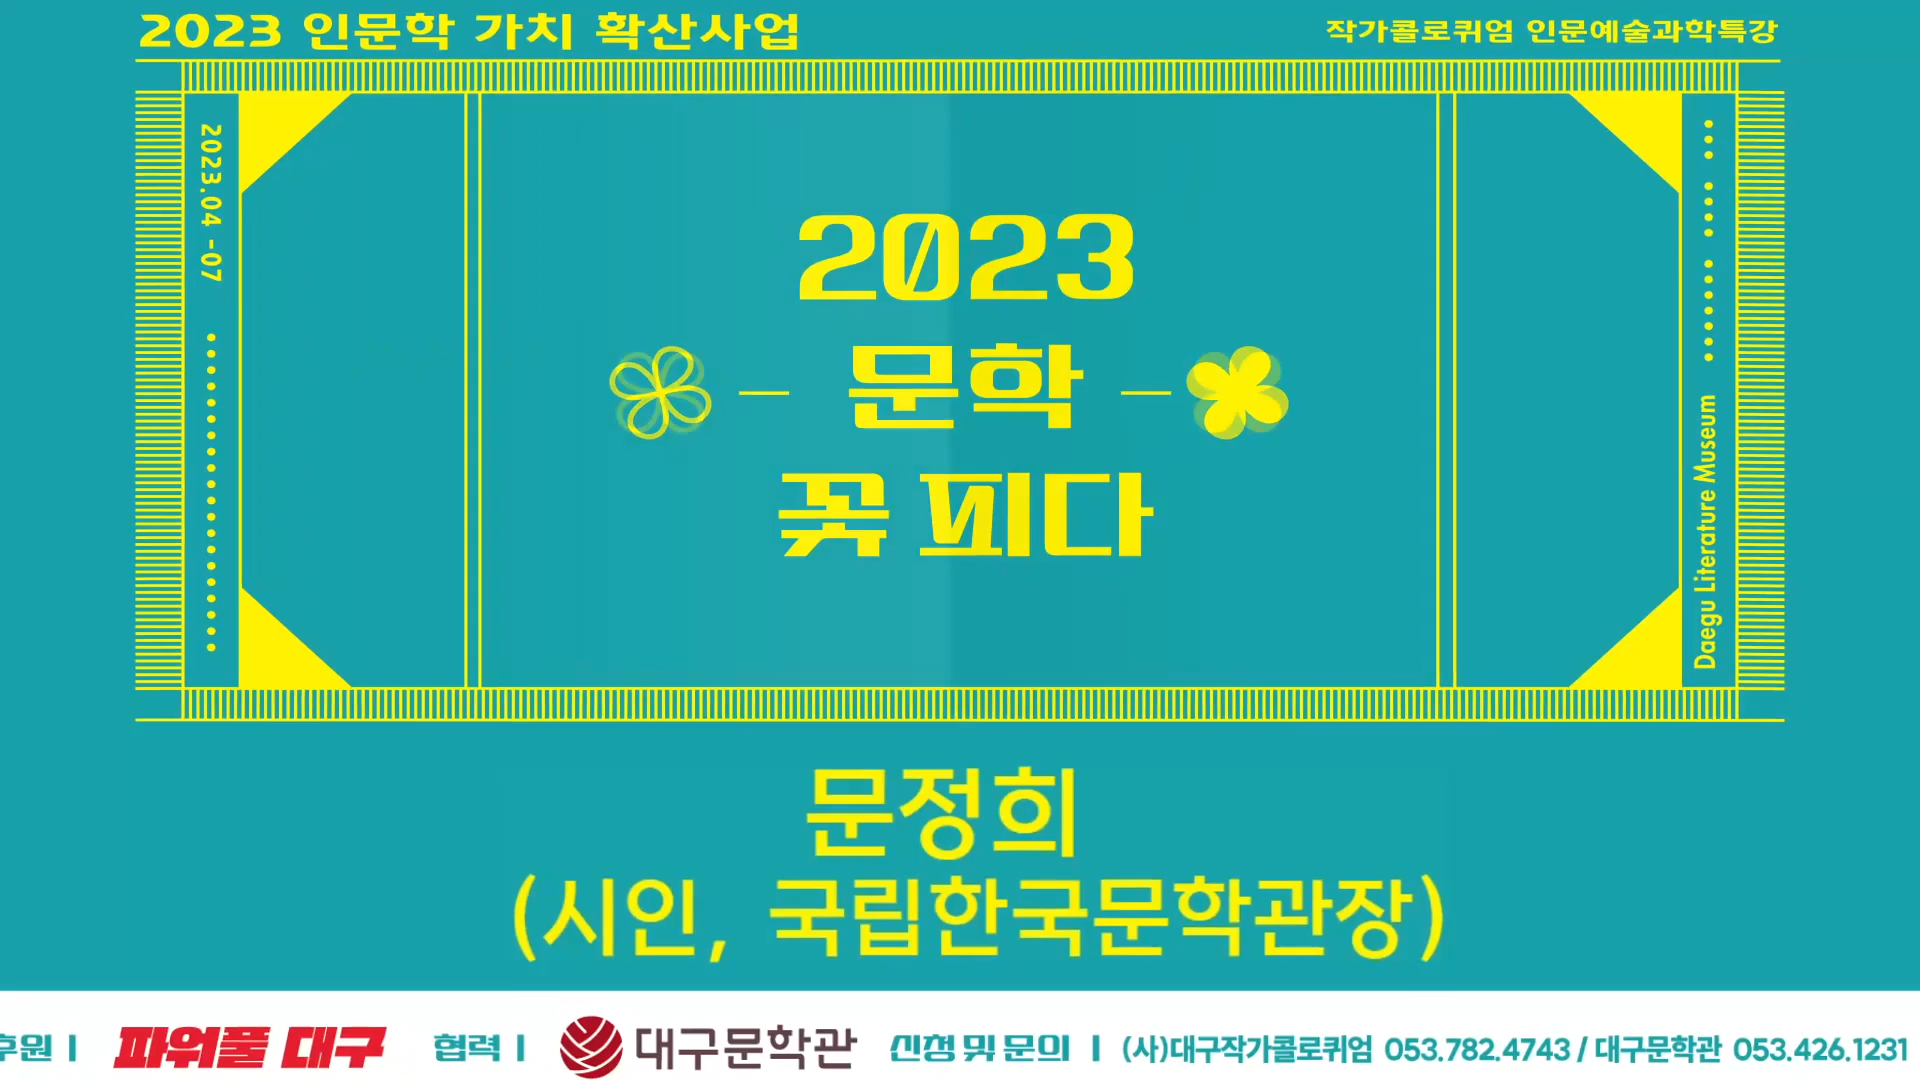 2023 인문학 가치 확산사업
작가콜로퀴엄 인문예술과학특강
2023.04 -07
2023
문학
꽃 피다
Daegu Literature Museum
문정희
(시인, 국립한국문학관장)
후원 | 파워풀 대구 협력 | 대구문학관 신청 및 문의 | (사)대구작가콜로퀴엄 053.782.4743 / 대구문학관 053.426.1231